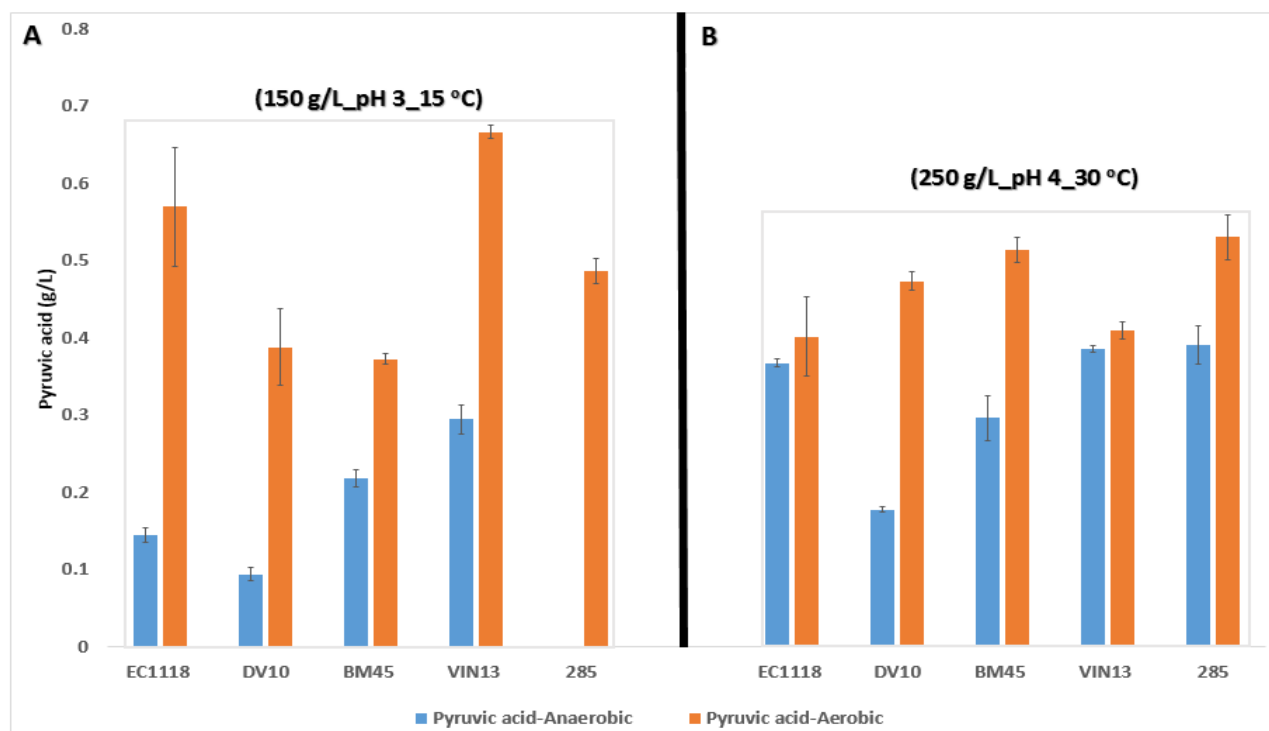 A
B
0.8
0.7
0.6
0.5
0.4
0.3
0.2
0.1
0
Pyruvic acid (g/L)
(150 g/L_pH 3_15 °C)
(250 g/L_pH 4_30 °C)
EC1118 DV10 BM45 VIN13 285
EC1118 DV10 BM45 VIN13 285
Pyruvic acid-Anaerobic Pyruvic acid-Aerobic